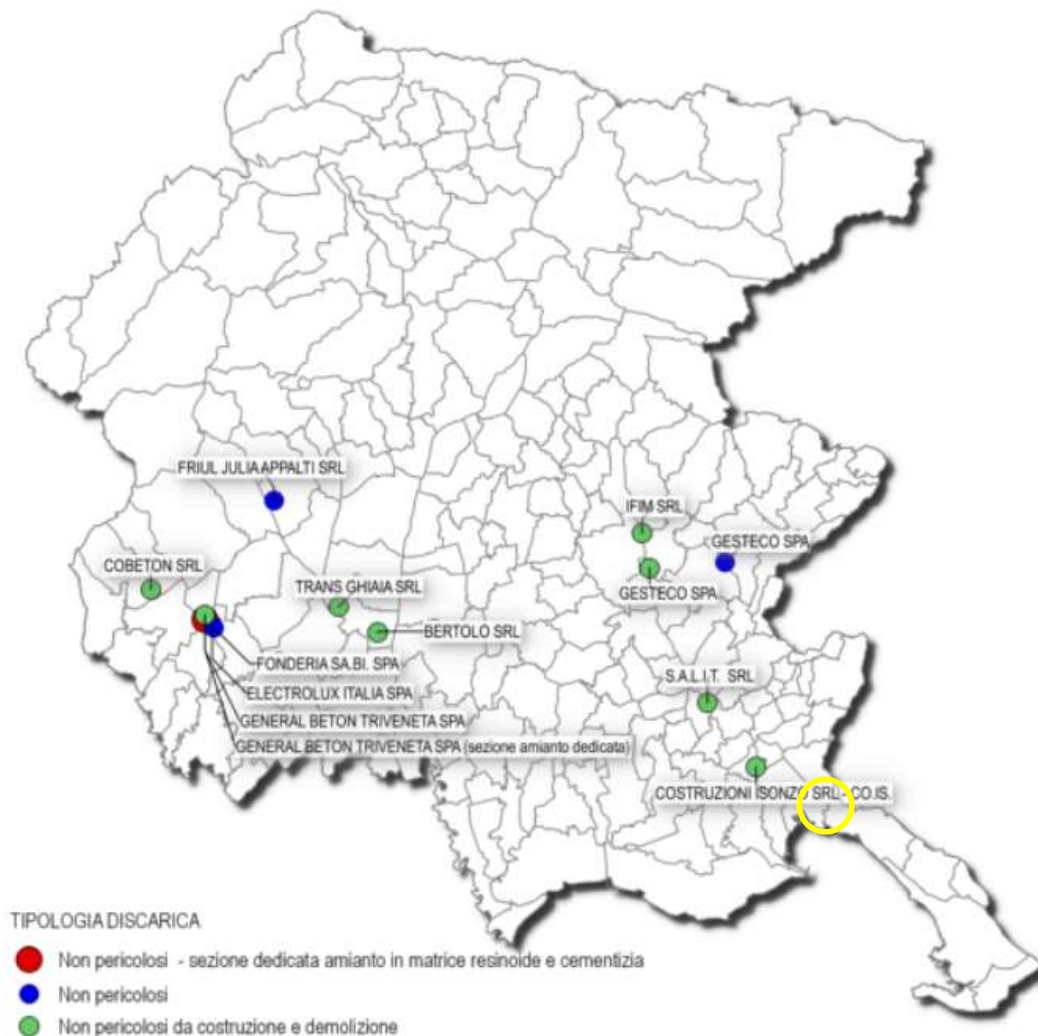 FRIUL JULIA APPALTI SRL
IFIM SRL
GESTECO SPA
COBETON SRL
TRANS GHIAIA SRL
GESTECO SPA
BERTOLO SRL
FONDERIA SA.BI. SPA
ELECTROLUX ITALIA SPA
S.A.L.I.T. SRL
GENERAL BETON TRIVENETA SPA
GENERAL BETON TRIVENETA SPA (sezione amianto dedicata)
COSTRUZIONI ISONZO SRL - CO.IS.
TIPOLOGIA DISCARICA
Non pericolosi - sezione dedicata amianto in matrice resinoide e cementizia
Non pericolosi
Non pericolosi da costruzione e demolizione